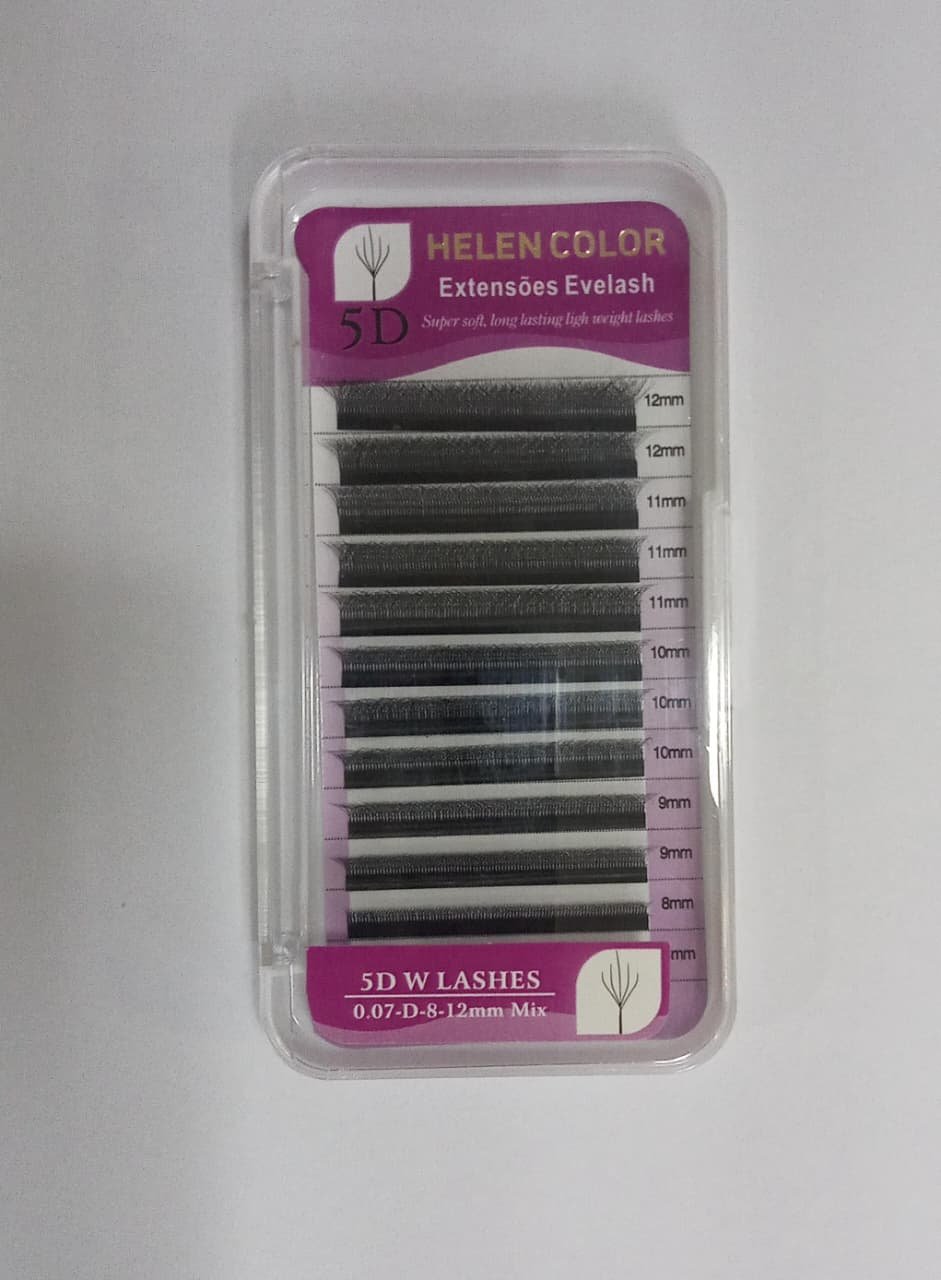 HELEN COLOR
Extensões Evelash
5D
Super soft, long lasting ligh weight lashes
12mm
12mm
11mm
11mm
11mm
10mm
10mm
10mm
9mm
9mm
8mm
mm
5D W LASHES
0.07-D-8-12mm Mix